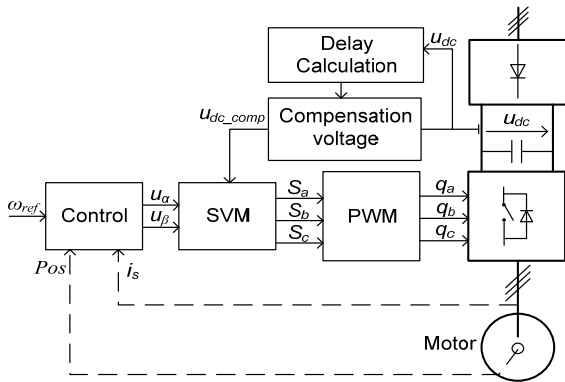 Delay
Calculation
u_dc
u_dc_comp
Compensation
voltage
u_dc
ω_ref
Control
u_α
u_β
SVM
S_a
S_b
S_c
PWM
q_a
q_b
q_c
Pos
i_s
Motor